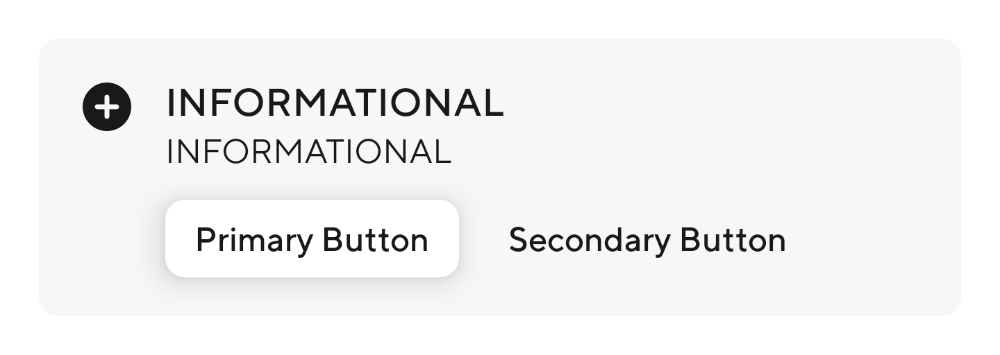 INFORMATIONAL
INFORMATIONAL
Primary Button Secondary Button